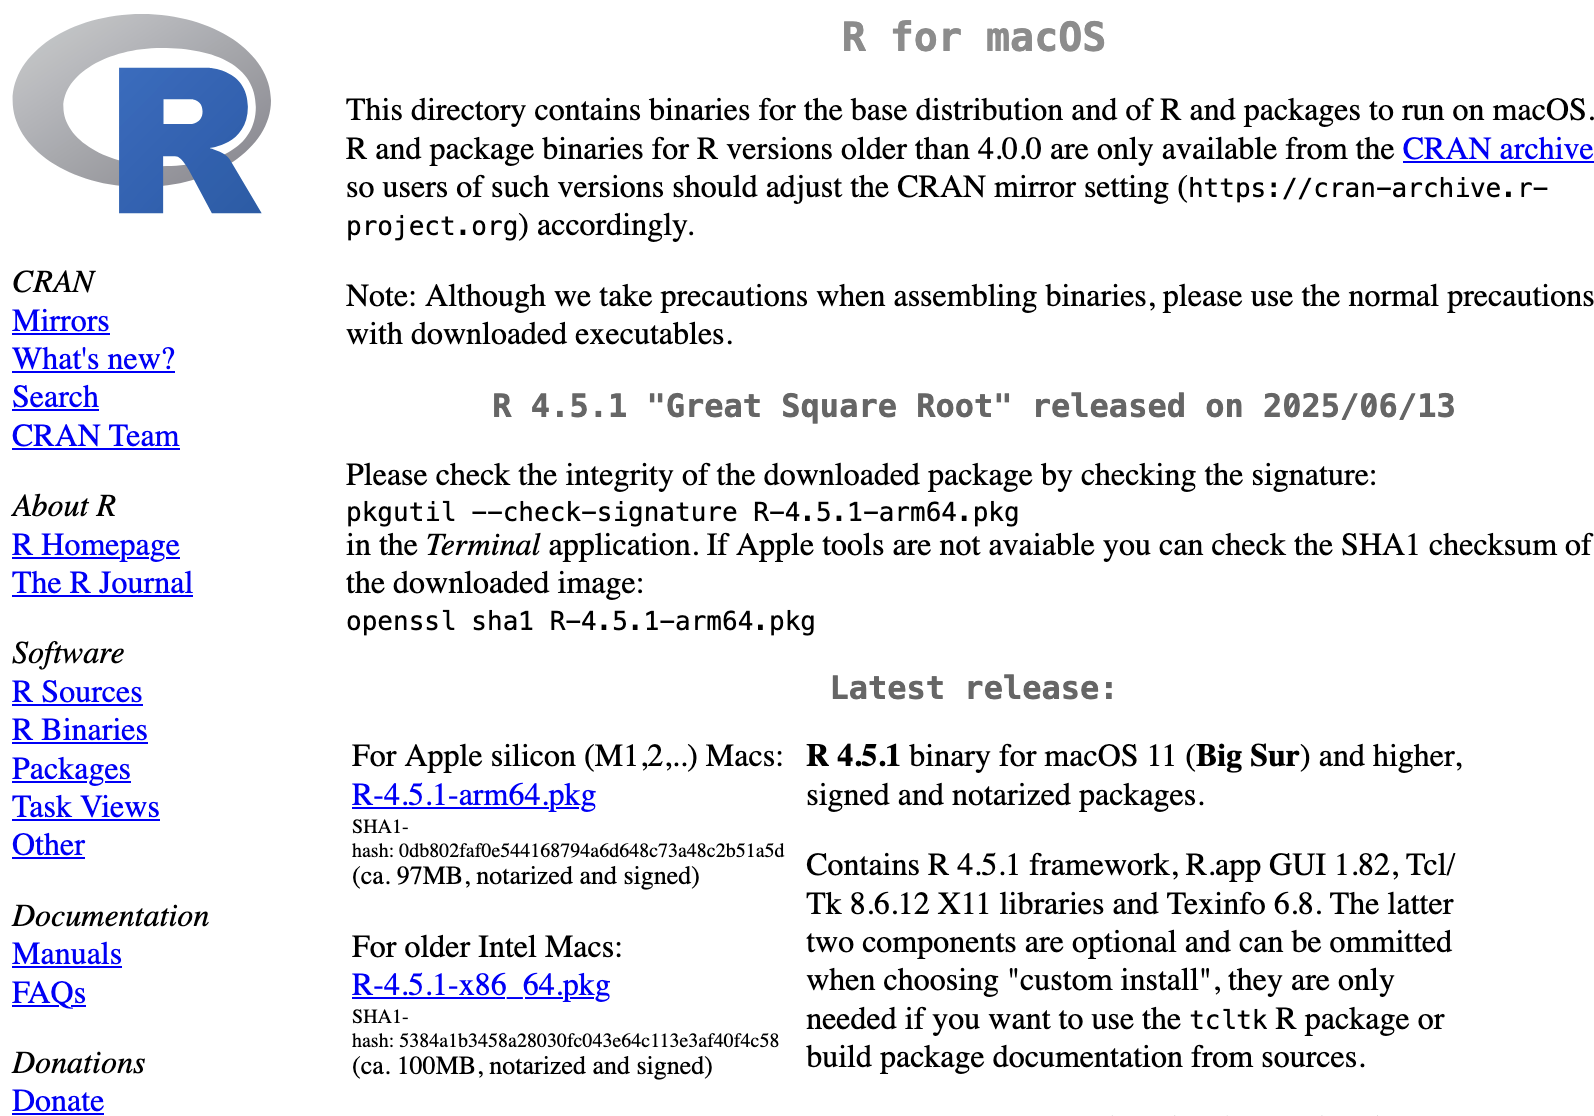 R
CRAN
Mirrors
What's new?
Search
CRAN Team
About R
R Homepage
The R Journal
Software
R Sources
R Binaries
Packages
Task Views
Other
Documentation
Manuals
FAQs
Donations
Donate
R for macOS
This directory contains binaries for the base distribution and of R and packages to run on macOS.
R and package binaries for R versions older than 4.0.0 are only available from the CRAN archive
so users of such versions should adjust the CRAN mirror setting (https://cran-archive.r-
project.org) accordingly.
Note: Although we take precautions when assembling binaries, please use the normal precautions
with downloaded executables.
R 4.5.1 "Great Square Root" released on 2025/06/13
Please check the integrity of the downloaded package by checking the signature:
pkgutil --check-signature R-4.5.1-arm64.pkg
in the Terminal application. If Apple tools are not avaiable you can check the SHA1 checksum of
the downloaded image:
openssl sha1 R-4.5.1-arm64.pkg
Latest release:
For Apple silicon (M1,2,..) Macs:
R-4.5.1-arm64.pkg
SHA1-
hash: 0db802faf0e544168794a6d648c73a48c2b51a5d
(ca. 97MB, notarized and signed)
For older Intel Macs:
R-4.5.1-x86_64.pkg
SHA1-
hash: 5384a1b3458a28030fc043e64c113e3af40f4c58
(ca. 100MB, notarized and signed)
R 4.5.1 binary for macOS 11 (Big Sur) and higher,
signed and notarized packages.
Contains R 4.5.1 framework, R.app GUI 1.82, Tcl/
Tk 8.6.12 X11 libraries and Texinfo 6.8. The latter
two components are optional and can be ommitted
when choosing "custom install", they are only
needed if you want to use the tcltk R package or
build package documentation from sources.